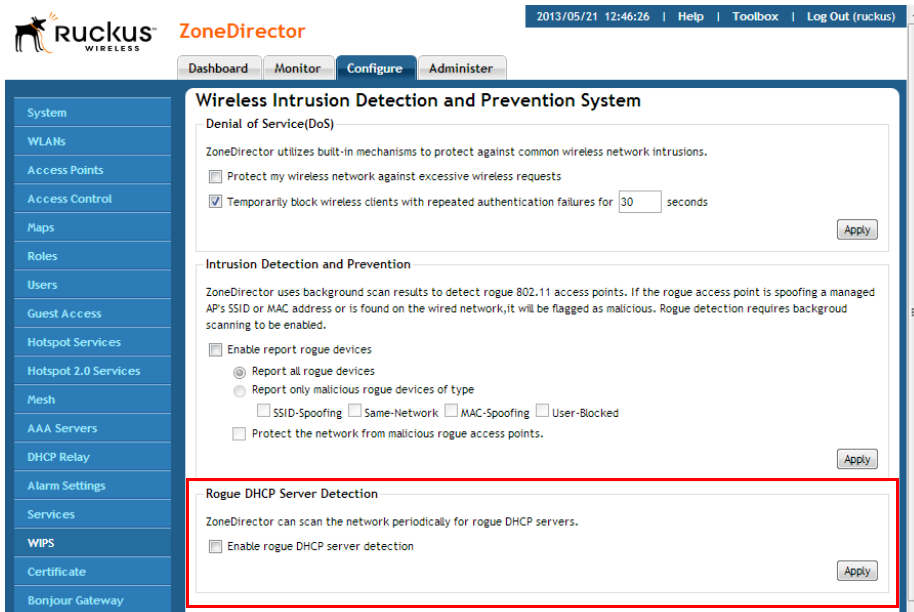 2013/05/21 12:46:26 | Help | Toolbox | Log Out (ruckus)
Ruckus WIRELESS
ZoneDirector
Dashboard Monitor Configure Administer
System
WLANs
Access Points
Access Control
Maps
Roles
Users
Guest Access
Hotspot Services
Hotspot 2.0 Services
Mesh
AAA Servers
DHCP Relay
Alarm Settings
Services
WIPS
Certificate
Bonjour Gateway
Wireless Intrusion Detection and Prevention System
Denial of Service(DoS)
ZoneDirector utilizes built-in mechanisms to protect against common wireless network intrusions.
Protect my wireless network against excessive wireless requests
Temporarily block wireless clients with repeated authentication failures for 30 seconds
Apply
Intrusion Detection and Prevention
ZoneDirector uses background scan results to detect rogue 802.11 access points. If the rogue access point is spoofing a managed
AP's SSID or MAC address or is found on the wired network,it will be flagged as malicious. Rogue detection requires backgroud
scanning to be enabled.
Enable report rogue devices
Report all rogue devices
Report only malicious rogue devices of type
SSID-Spoofing Same-Network MAC-Spoofing User-Blocked
Protect the network from malicious rogue access points.
Apply
Rogue DHCP Server Detection
ZoneDirector can scan the network periodically for rogue DHCP servers.
Enable rogue DHCP server detection
Apply